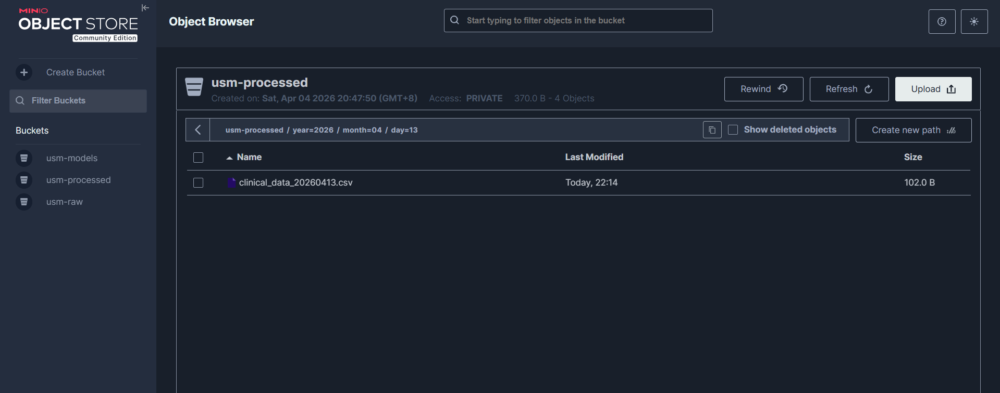 MINIO
OBJECT STORE
Community Edition
Create Bucket
Filter Buckets
Buckets
usm-models
usm-processed
usm-raw
Object Browser
Start typing to filter objects in the bucket
usm-processed
Created on: Sat, Apr 04 2026 20:47:50 (GMT+8) Access: PRIVATE 370.0 B - 4 Objects
Rewind
Refresh
Upload
usm-processed / year=2026 / month=04 / day=13
Show deleted objects
Create new path
Name Last Modified Size
clinical_data_20260413.csv Today, 22:14 102.0 B